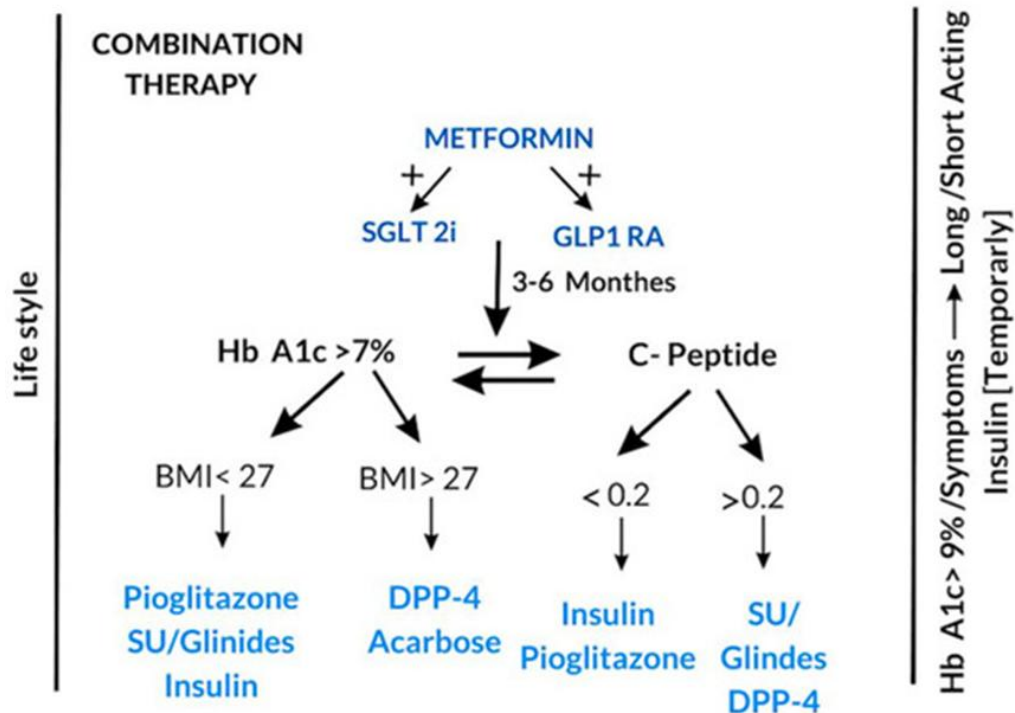 COMBINATION
THERAPY
METFORMIN
+ +
SGLT 2i GLP1 RA
3-6 Monthes
Hb A1c >7% C- Peptide
BMI< 27 BMI> 27 < 0.2 >0.2
Pioglitazone
SU/Glinides
Insulin
DPP-4
Acarbose
Insulin
Pioglitazone
SU/
Glindes
DPP-4
Life style
Hb A1c> 9% /Symptoms → Long /Short Acting
Insulin [Temporarly]